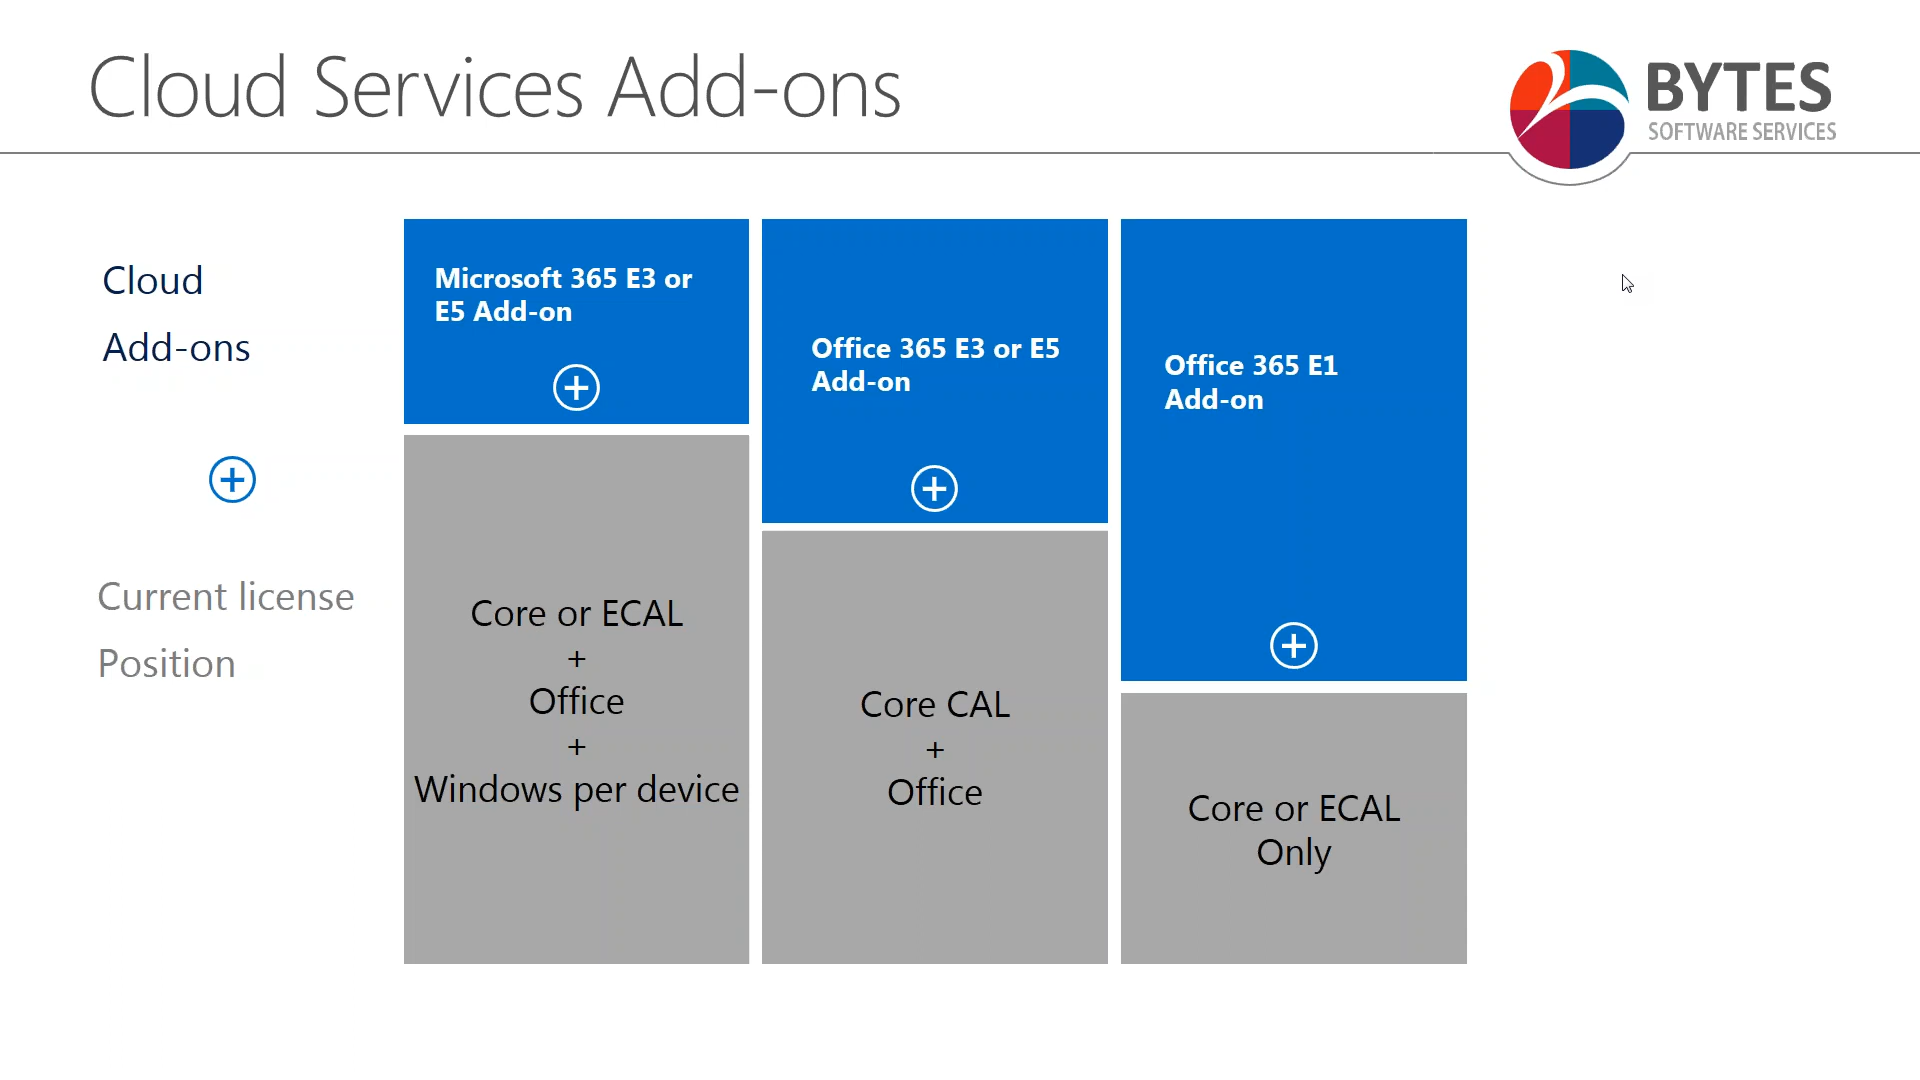 Cloud Services Add-ons
BYTES
SOFTWARE SERVICES
Cloud
Add-ons
Current license
Position
Microsoft 365 E3 or
E5 Add-on
Core or ECAL
+
Office
+
Windows per device
Office 365 E3 or E5
Add-on
Core CAL
+
Office
Office 365 E1
Add-on
Core or ECAL
Only